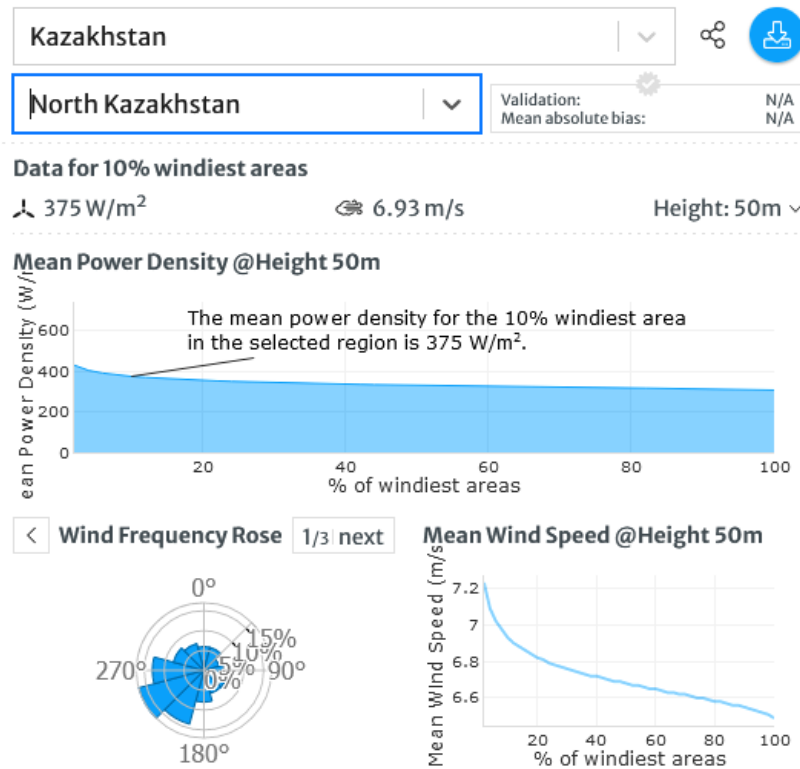 Kazakhstan
North Kazakhstan
Validation: N/A
Mean absolute bias: N/A
Data for 10% windiest areas
375 W/m²
6.93 m/s
Height: 50m
Mean Power Density @Height 50m
ean Power Density (W/
600
400
200
0
The mean power density for the 10% windiest area
in the selected region is 375 W/m².
20 40 60 80 100
% of windiest areas
Wind Frequency Rose
1/3 next
0°
15%
10%
5%
0%
90°
180°
270°
Mean Wind Speed @Height 50m
Mean Wind Speed (m/s
7.2
7
6.8
6.6
20 40 60 80 100
% of windiest areas